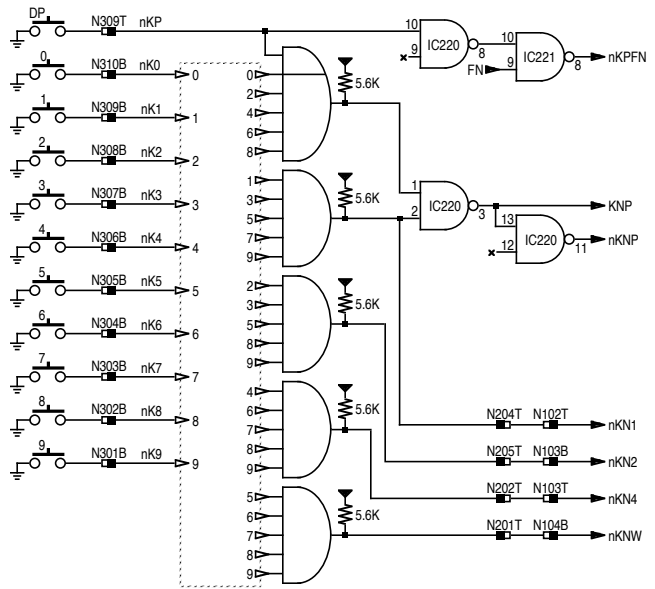 DP N309T nKP
0 N310B nK0 0
1 N309B nK1 1
2 N308B nK2 2
3 N307B nK3 3
4 N306B nK4 4
5 N305B nK5 5
6 N304B nK6 6
7 N303B nK7 7
8 N302B nK8 8
9 N301B nK9 9
0
2
4
6
8
5.6K
1
3
5
7
9
5.6K
2
3
5
8
9
5.6K
4
6
7
8
9
5.6K
5
6
7
8
9
5.6K
10
9
IC220
8
10
FN 9
IC221
8
nKPFN
1
2
IC220
3
KNP
13
12
IC220
11
nKNP
N204T N102T nKN1
N205T N103B nKN2
N202T N103T nKN4
N201T N104B nKNW